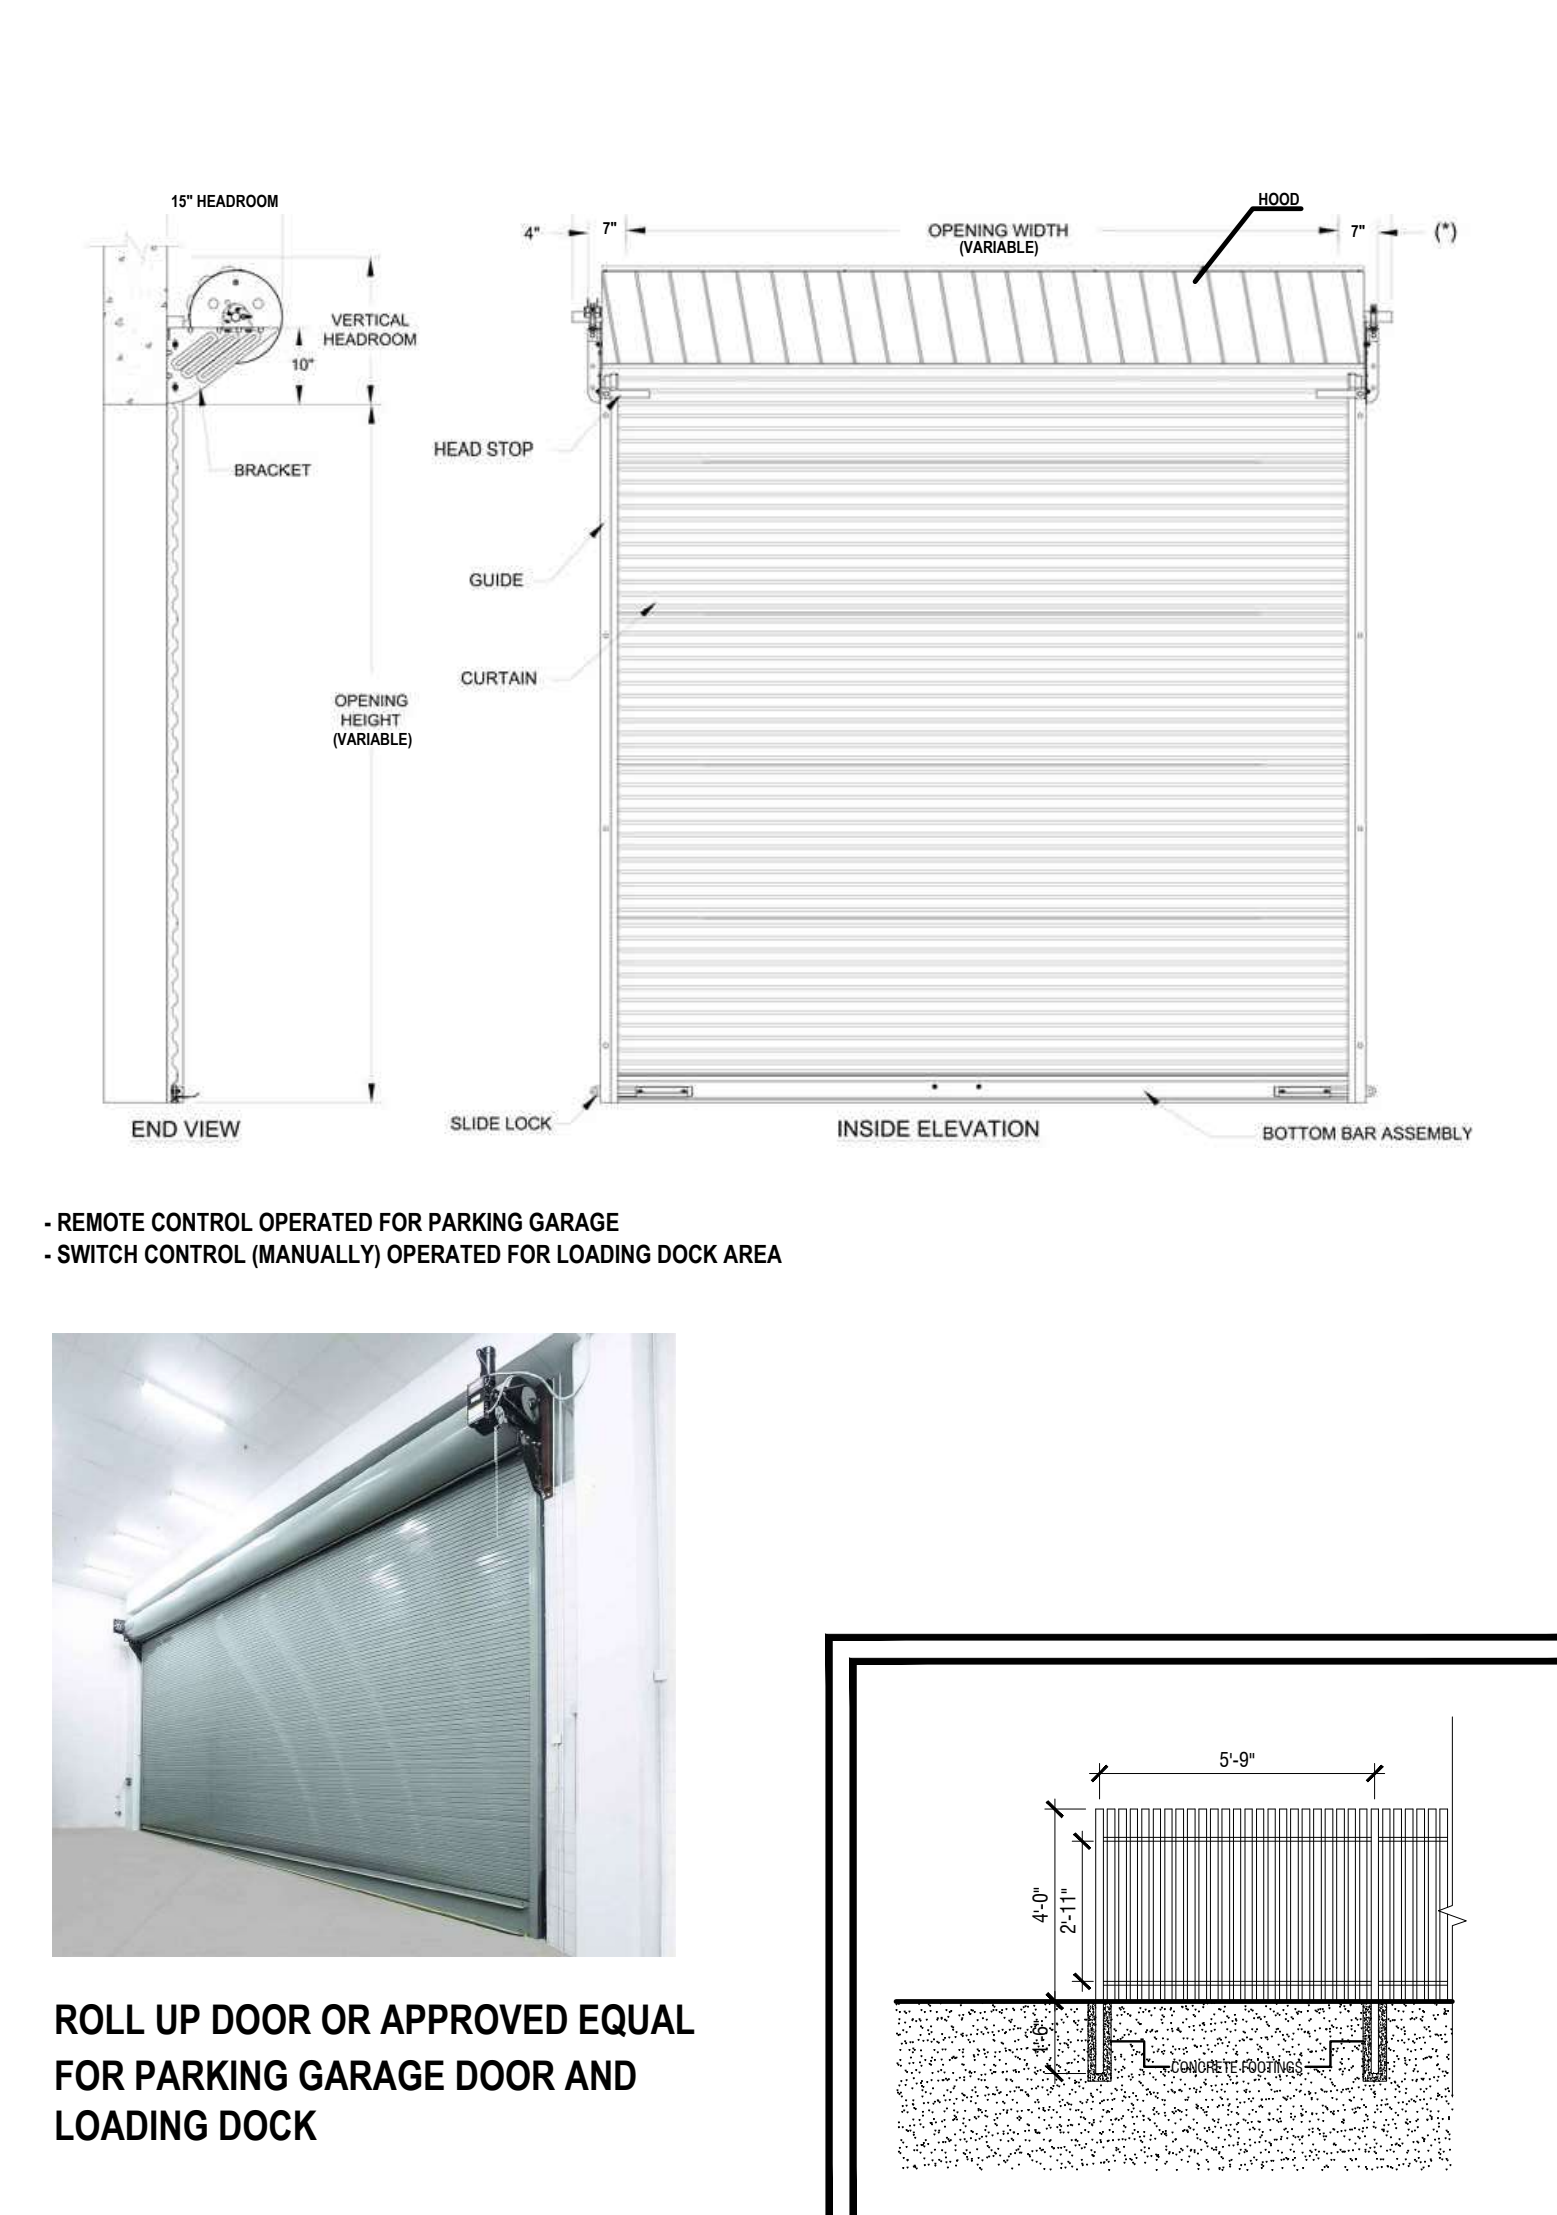 15" HEADROOM
HOOD
4"
7"
OPENING WIDTH
(VARIABLE)
7"
(*)
VERTICAL
HEADROOM
10"
HEAD STOP
BRACKET
GUIDE
CURTAIN
OPENING
HEIGHT
(VARIABLE)
SLIDE LOCK
END VIEW
INSIDE ELEVATION
BOTTOM BAR ASSEMBLY
- REMOTE CONTROL OPERATED FOR PARKING GARAGE
- SWITCH CONTROL (MANUALLY) OPERATED FOR LOADING DOCK AREA
5'-9"
4'-0"
2'-11"
1'-6"
CONCRETE FOOTINGS
ROLL UP DOOR OR APPROVED EQUAL
FOR PARKING GARAGE DOOR AND
LOADING DOCK